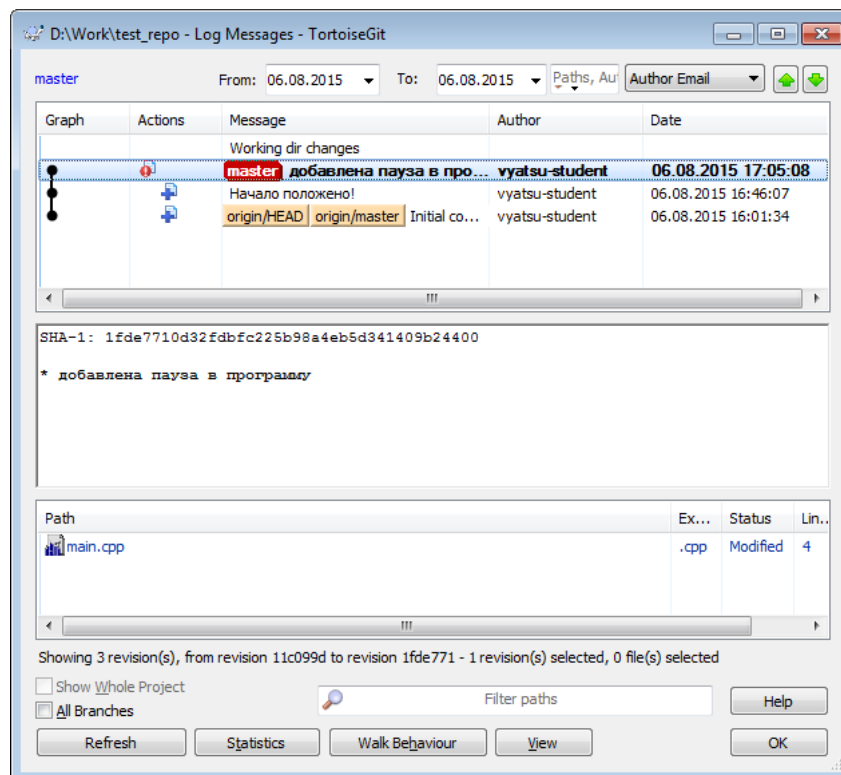 D:\Work\test_repo - Log Messages - TortoiseGit
master From: 06.08.2015 To: 06.08.2015 Paths, Au Author Email
Graph Actions Message Author Date
Working dir changes
master добавлена пауза в про... vyatsu-student 06.08.2015 17:05:08
Начало положено! vyatsu-student 06.08.2015 16:46:07
origin/HEAD origin/master Initial co... vyatsu-student 06.08.2015 16:01:34
SHA-1: 1fde7710d32fdbfc225b98a4eb5d341409b24400
* добавлена пауза в программу
Path Ex... Status Lin..
main.cpp .cpp Modified 4
Showing 3 revision(s), from revision 11c099d to revision 1fde771 - 1 revision(s) selected, 0 file(s) selected
Show Whole Project
All Branches Filter paths Help
Refresh Statistics Walk Behaviour View OK